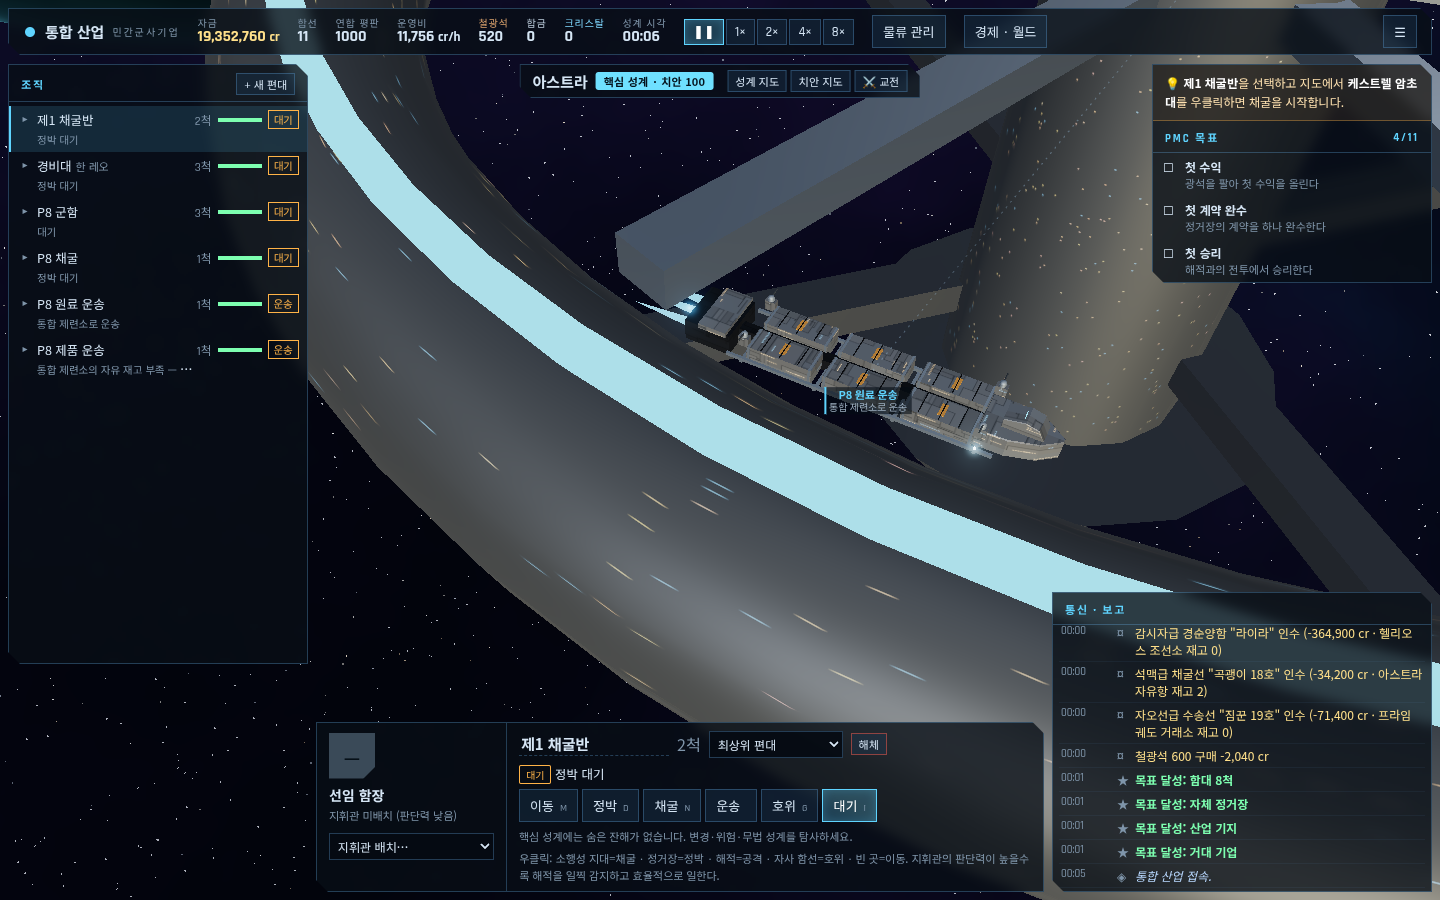 통합 산업 민간군사기업
자금 19,352,760 cr
함선 11
연합 평판 1000
운영비 11,756 cr/h
철광석 520
합금 0
크리스탈 0
성계 시각 00:06
❚❚ 1× 2× 4× 8×
물류 관리
경제 · 월드
☰
조직
+ 새 편대
▸ 제1 채굴반 2척 대기
정박 대기
▸ 경비대 한 레오 3척 대기
정박 대기
▸ P8 군함 3척 대기
대기
▸ P8 채굴 1척 대기
정박 대기
▸ P8 원료 운송 1척 운송
통합 제련소로 운송
▸ P8 제품 운송 1척 운송
통합 제련소의 자유 재고 부족 — ⋯
아스트라 핵심 성계 · 치안 100 성계 지도 치안 지도 ⚔ 교전
💡 제1 채굴반을 선택하고 지도에서 케스트렐 암초
대를 우클릭하면 채굴을 시작합니다.
PMC 목표 4/11
☐ 첫 수익
광석을 팔아 첫 수익을 올린다
☐ 첫 계약 완수
정거장의 계약을 하나 완수한다
☐ 첫 승리
해적과의 전투에서 승리한다
P8 원료 운송
통합 제련소로 운송
—
선임 함장
지휘관 미배치 (판단력 낮음)
지휘관 배치⋯
제1 채굴반 2척 최상위 편대 해체
대기 정박 대기
이동 M 정박 D 채굴 N 운송 호위 G 대기 I
핵심 성계에는 숨은 잔해가 없습니다. 변경·위험·무법 성계를 탐사하세요.
우클릭: 소행성 지대=채굴 · 정거장=정박 · 해적=공격 · 자사 함선=호위 · 빈 곳=이동. 지휘관의 판단력이 높을수
록 해적을 일찍 감지하고 효율적으로 일한다.
통신 · 보고
00:00 ¤ 감시자급 경순양함 "라이라" 인수 (-364,900 cr · 헬리오
스 조선소 재고 0)
00:00 ¤ 석맥급 채굴선 "곡괭이 18호" 인수 (-34,200 cr · 아스트라
자유항 재고 2)
00:00 ¤ 자오선급 수송선 "짐꾼 19호" 인수 (-71,400 cr · 프라임
궤도 거래소 재고 0)
00:00 ¤ 철광석 600 구매 -2,040 cr
00:01 ★ 목표 달성: 함대 8척
00:01 ★ 목표 달성: 자체 정거장
00:01 ★ 목표 달성: 산업 기지
00:01 ★ 목표 달성: 거대 기업
00:05 ◈ 통합 산업 접속.